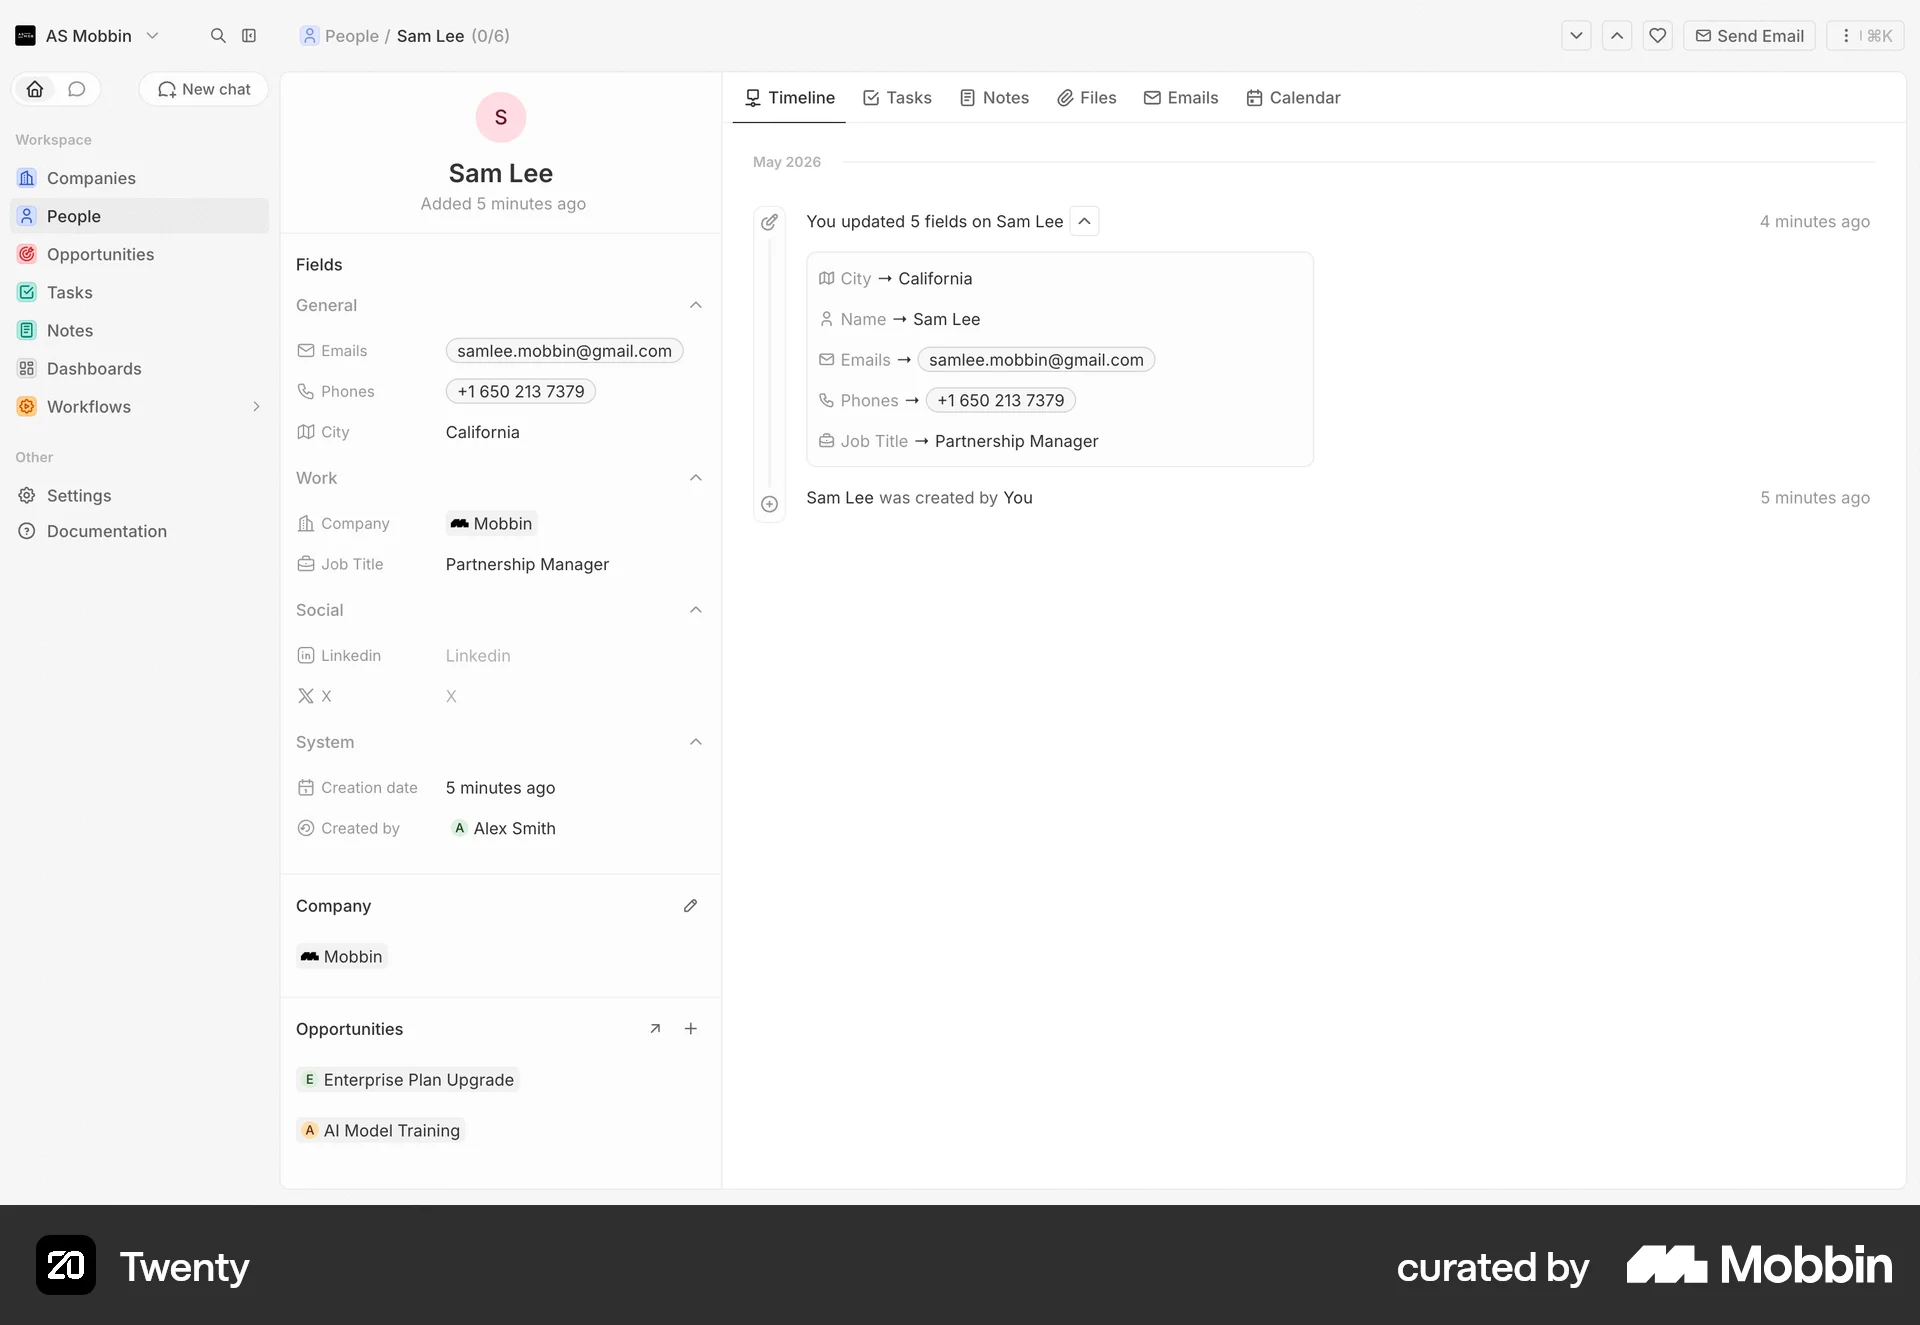 AS Mobbin
People / Sam Lee (0/6)
Send Email
⌘K
New chat
Workspace
Companies
People
Opportunities
Tasks
Notes
Dashboards
Workflows
Other
Settings
Documentation
S
Sam Lee
Added 5 minutes ago
Fields
General
Emails samlee.mobbin@gmail.com
Phones +1 650 213 7379
City California
Work
Company Mobbin
Job Title Partnership Manager
Social
Linkedin Linkedin
X X
System
Creation date 5 minutes ago
Created by A Alex Smith
Company
Mobbin
Opportunities
E Enterprise Plan Upgrade
A AI Model Training
Timeline Tasks Notes Files Emails Calendar
May 2026
You updated 5 fields on Sam Lee 4 minutes ago
City → California
Name → Sam Lee
Emails → samlee.mobbin@gmail.com
Phones → +1 650 213 7379
Job Title → Partnership Manager
Sam Lee was created by You 5 minutes ago
20 Twenty
curated by Mobbin